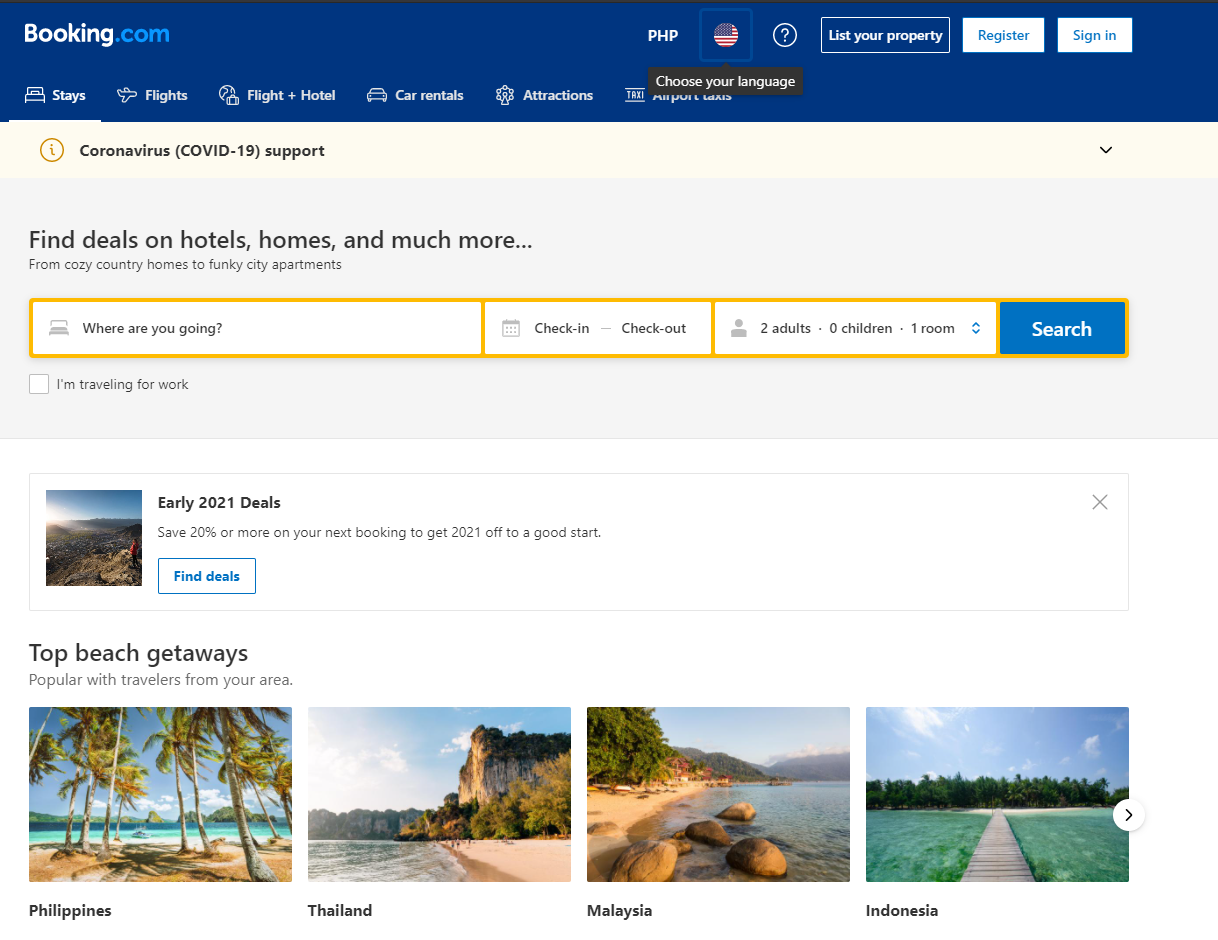 Booking.com
PHP
?
List your property
Register
Sign in
Choose your language
Stays
Flights
Flight + Hotel
Car rentals
Attractions
TAXI Airport taxis
Coronavirus (COVID-19) support
Find deals on hotels, homes, and much more...
From cozy country homes to funky city apartments
Where are you going?
Check-in — Check-out
2 adults · 0 children · 1 room
Search
I'm traveling for work
Early 2021 Deals
Save 20% or more on your next booking to get 2021 off to a good start.
Find deals
Top beach getaways
Popular with travelers from your area.
Philippines
Thailand
Malaysia
Indonesia